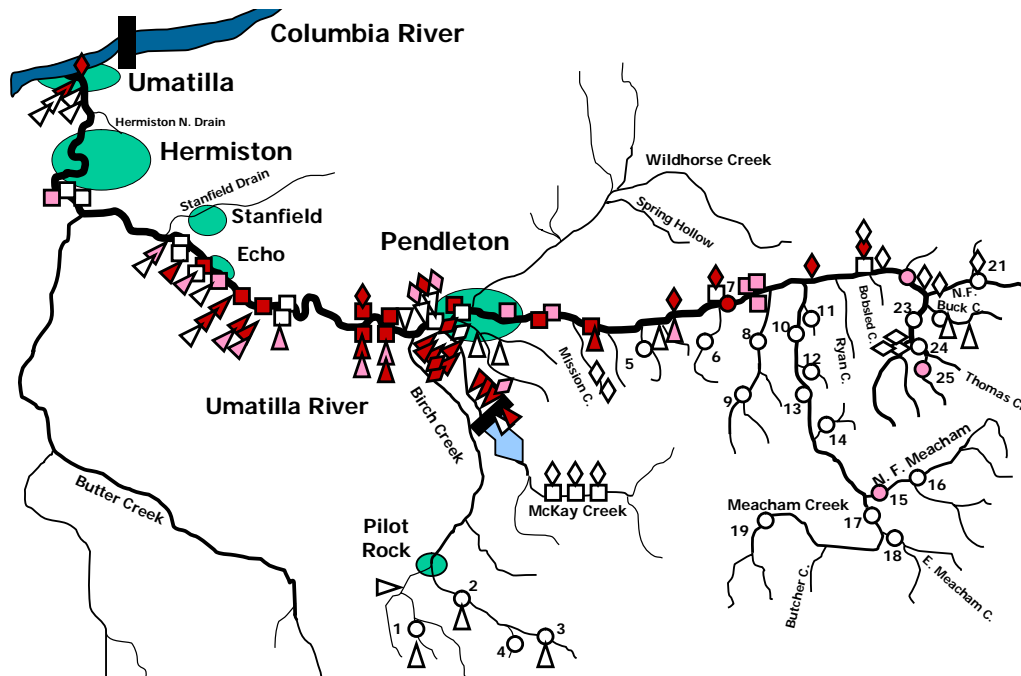 Columbia River
Umatilla
Hermiston N. Drain
Hermiston
Wildhorse Creek
Stanfield Drain
Spring Hollow
Stanfield
Pendleton
Echo
21
7
N.F.
Buck C.
23
11
Bobsled C.
10
8
6
5
24
Ryan C.
Mission C.
12
25
Thomas C.
9
13
Umatilla River
Birch Creek
14
N. F. Meacham
16
15
Butter Creek
McKay Creek
Meacham Creek
17
19
Pilot
Rock
18
E. Meacham C.
Butcher C.
2
1
3
4